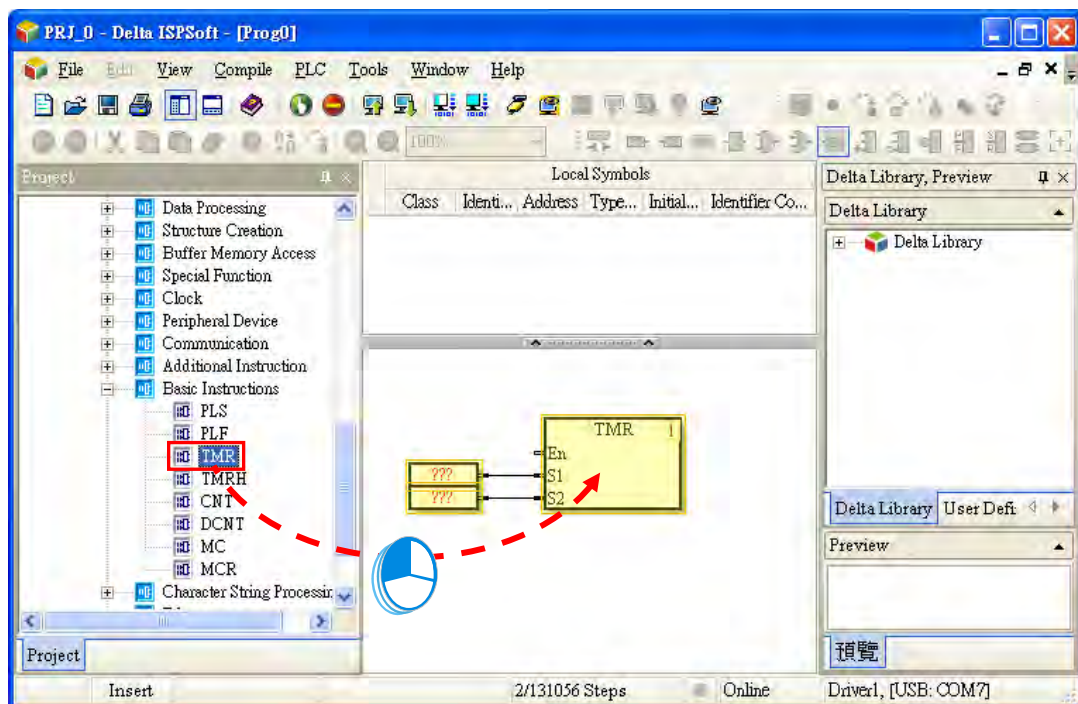 PRJ_0 - Delta ISPSoft - [Prog0]
File Edit View Compile PLC Tools Window Help
100%
Project
Data Processing
Structure Creation
Buffer Memory Access
Special Function
Clock
Peripheral Device
Communication
Additional Instruction
Basic Instructions
PLS
PLF
TMR
TMRH
CNT
DCNT
MC
MCR
Character String Processin
Project
Local Symbols
Class Identi... Address Type... Initial... Identifier Co...
TMR 1
En
??? S1
??? S2
Delta Library, Preview
Delta Library
Delta Library
Delta Library User Defi
Preview
預覽
Insert 2/131056 Steps Online Driver1, [USB: COM7]